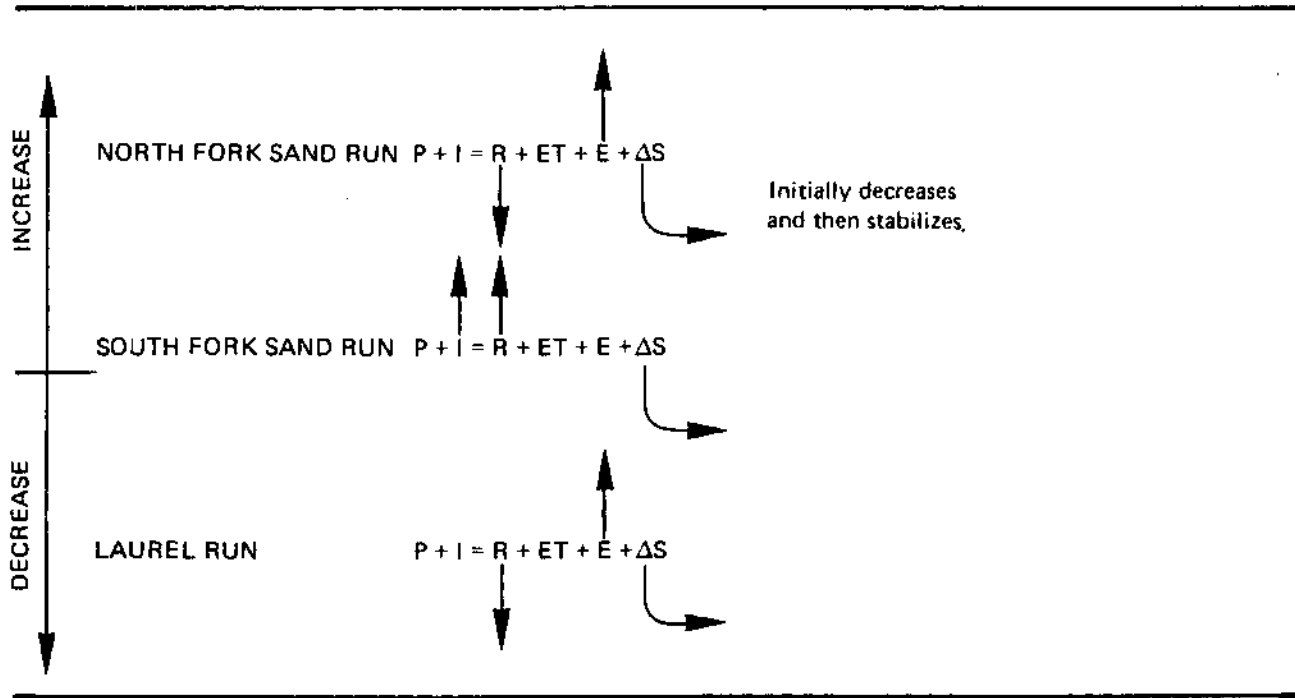 INCREASE
NORTH FORK SAND RUN P + I = R + ET + E + ΔS
Initially decreases
and then stabilizes.
SOUTH FORK SAND RUN P + I = R + ET + E + ΔS
DECREASE
LAUREL RUN P + I = R + ET + E + ΔS